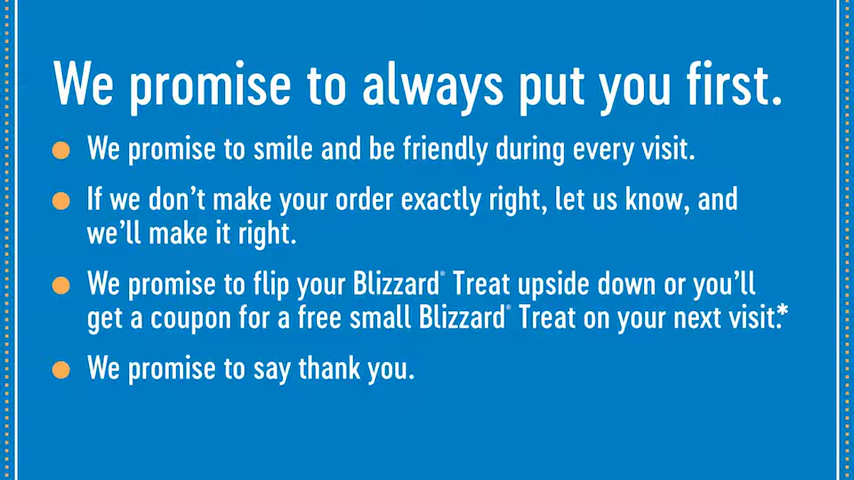 We promise to always put you first.
We promise to smile and be friendly during every visit.
If we don't make your order exactly right, let us know, and
we'll make it right.
We promise to flip your Blizzard® Treat upside down or you'll
get a coupon for a free small Blizzard® Treat on your next visit.*
We promise to say thank you.